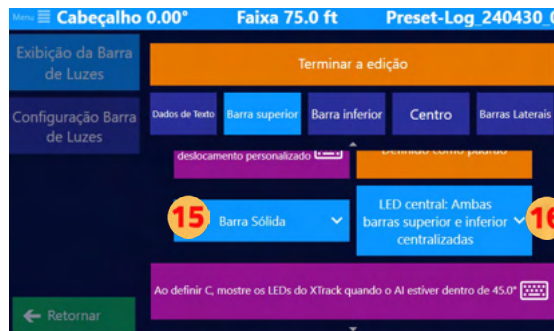 Menu Cabeçalho 0.00° Faixa 75.0 ft Preset-Log_240430_
Exibição da Barra
de Luzes
Terminar a edição
Configuração Barra
de Luzes
Dados de Texto Barra superior Barra inferior Centro Barras Laterais
deslocamento personalizado
Definido como padrão
15 Barra Sólida
LED central: Ambas
barras superior e inferior
centralizadas
16
Ao definir C, mostre os LEDs do XTrack quando o AI estiver dentro de 45.0°
Retornar